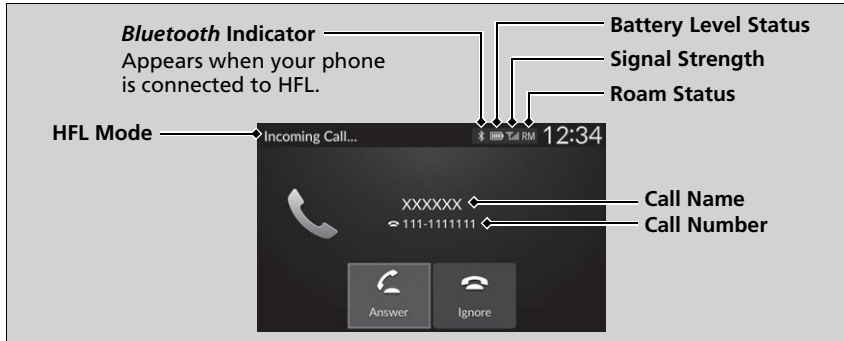 Bluetooth Indicator
Appears when your phone
is connected to HFL.
Battery Level Status
Signal Strength
Roam Status
HFL Mode
Incoming Call...
RM 12:34
XXXXXX
111-1111111
Call Name
Call Number
Answer
Ignore